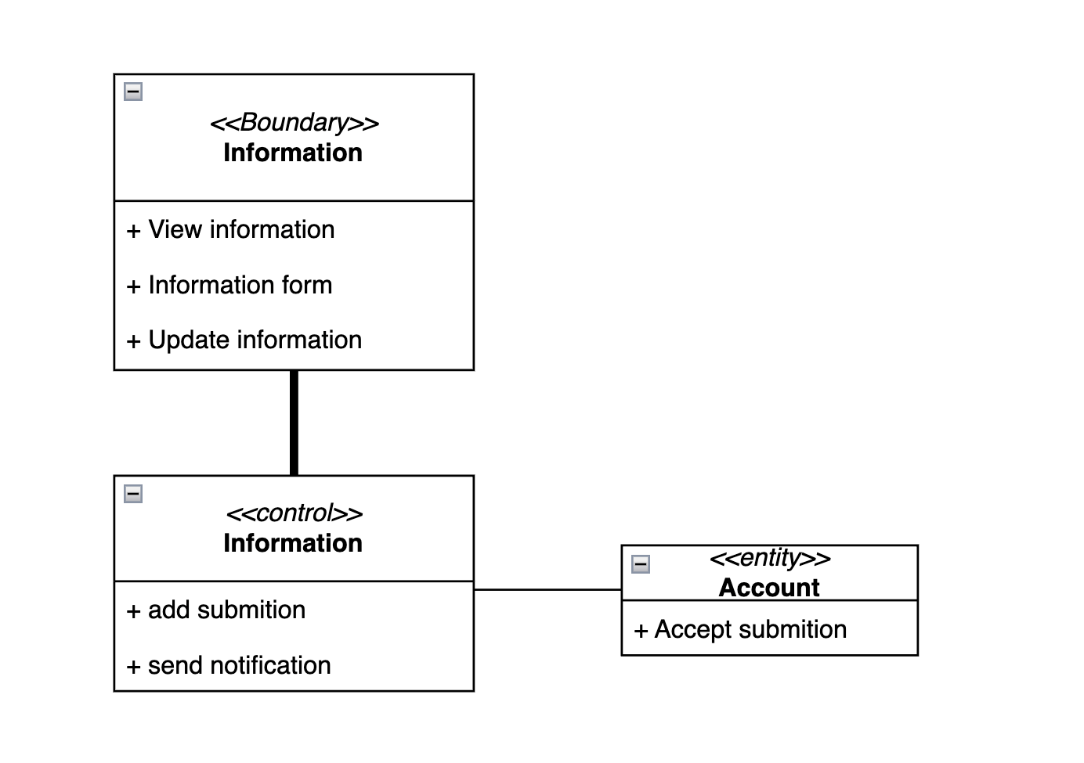 <<Boundary>>
Information
+ View information
+ Information form
+ Update information
<<control>>
Information
+ add submition
+ send notification
<<entity>>
Account
+ Accept submition